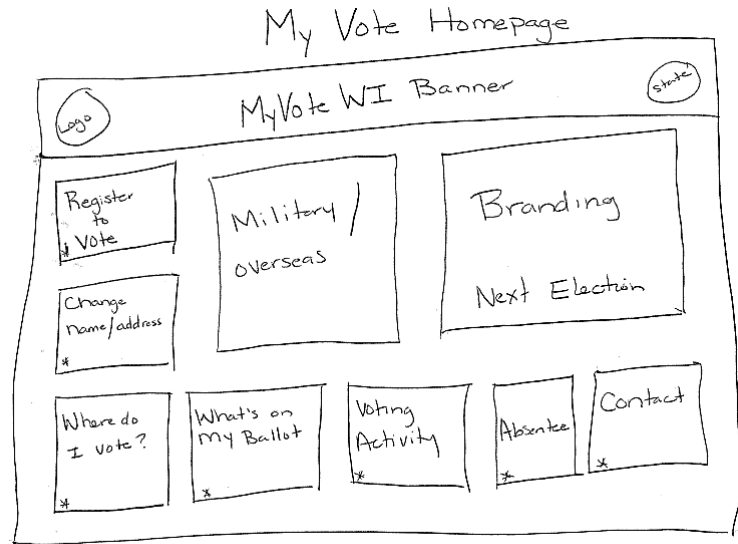 My Vote Homepage
Logo
MyVote WI Banner
State
Register
to
* Vote
Military/
overseas
Branding
Next Election
Change
name/address
*
Where do
I vote?
*
What's on
my Ballot
*
Voting
Activity
*
Absentee
*
Contact
*